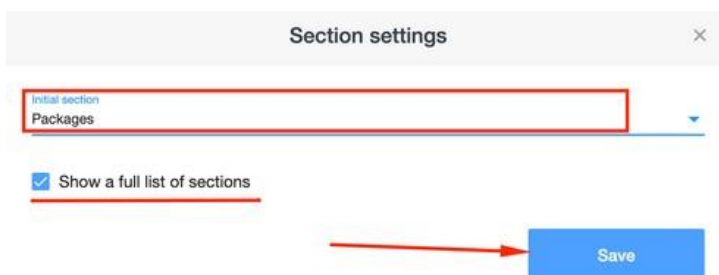 Section settings
Initial section
Packages
Show a full list of sections
Save